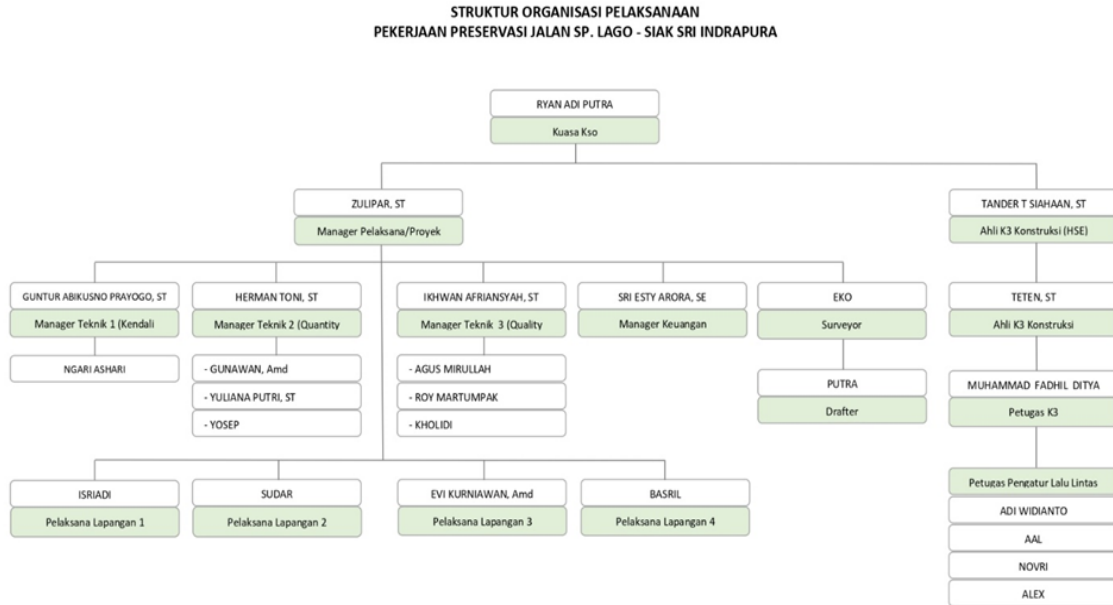 STRUKTUR ORGANISASI PELAKSANAAN
PEKERJAAN PRESERVASI JALAN SP. LAGO - SIAK SRI INDRAPURA
RYAN ADI PUTRA
Kuasa Kso
ZULIPAR, ST
Manager Pelaksana/Proyek
TANDER T SIAHAAN, ST
Ahli K3 Konstruksi (HSE)
GUNTUR ABIKUSNO PRAYOGO, ST
Manager Teknik 1 (Kendali
NGARI ASHARI
HERMAN TONI, ST
Manager Teknik 2 (Quantity
- GUNAWAN, Amd
- YULIANA PUTRI, ST
- YOSEP
IKHWAN AFRIANSYAH, ST
Manager Teknik 3 (Quality
- AGUS MIRULLAH
- ROY MARTUMPAK
- KHOLIDI
SRI ESTY ARORA, SE
Manager Keuangan
EKO
Surveyor
PUTRA
Drafter
TETEN, ST
Ahli K3 Konstruksi
MUHAMMAD FADHIL DITYA
Petugas K3
Petugas Pengatur Lalu Lintas
ADI WIDIANTO
AAL
NOVRI
ALEX
ISRIADI
Pelaksana Lapangan 1
SUDAR
Pelaksana Lapangan 2
EVI KURNIAWAN, Amd
Pelaksana Lapangan 3
BASRIL
Pelaksana Lapangan 4